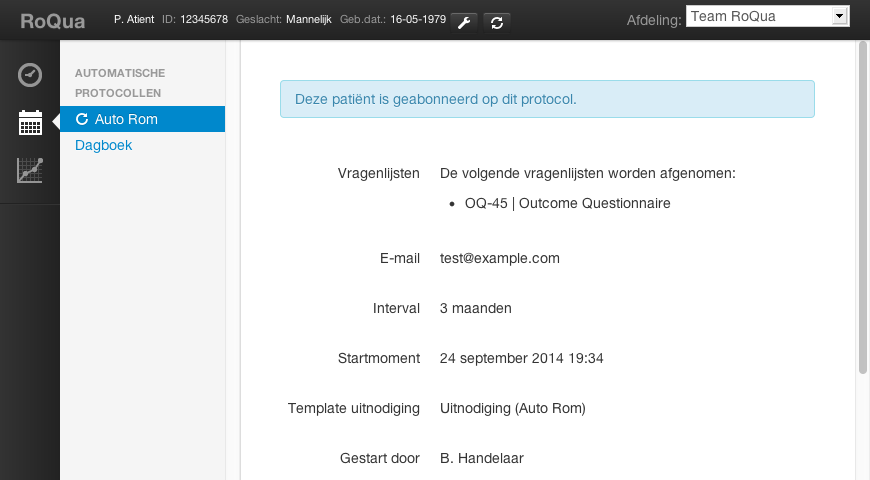 RoQua P. Atient ID: 12345678 Geslacht: Mannelijk Geb.dat.: 16-05-1979 Afdeling: Team RoQua
AUTOMATISCHE
PROTOCOLLEN
Auto Rom
Dagboek
Deze patiënt is geabonneerd op dit protocol.
Vragenlijsten De volgende vragenlijsten worden afgenomen:
• OQ-45 | Outcome Questionnaire
E-mail test@example.com
Interval 3 maanden
Startmoment 24 september 2014 19:34
Template uitnodiging Uitnodiging (Auto Rom)
Gestart door B. Handelaar